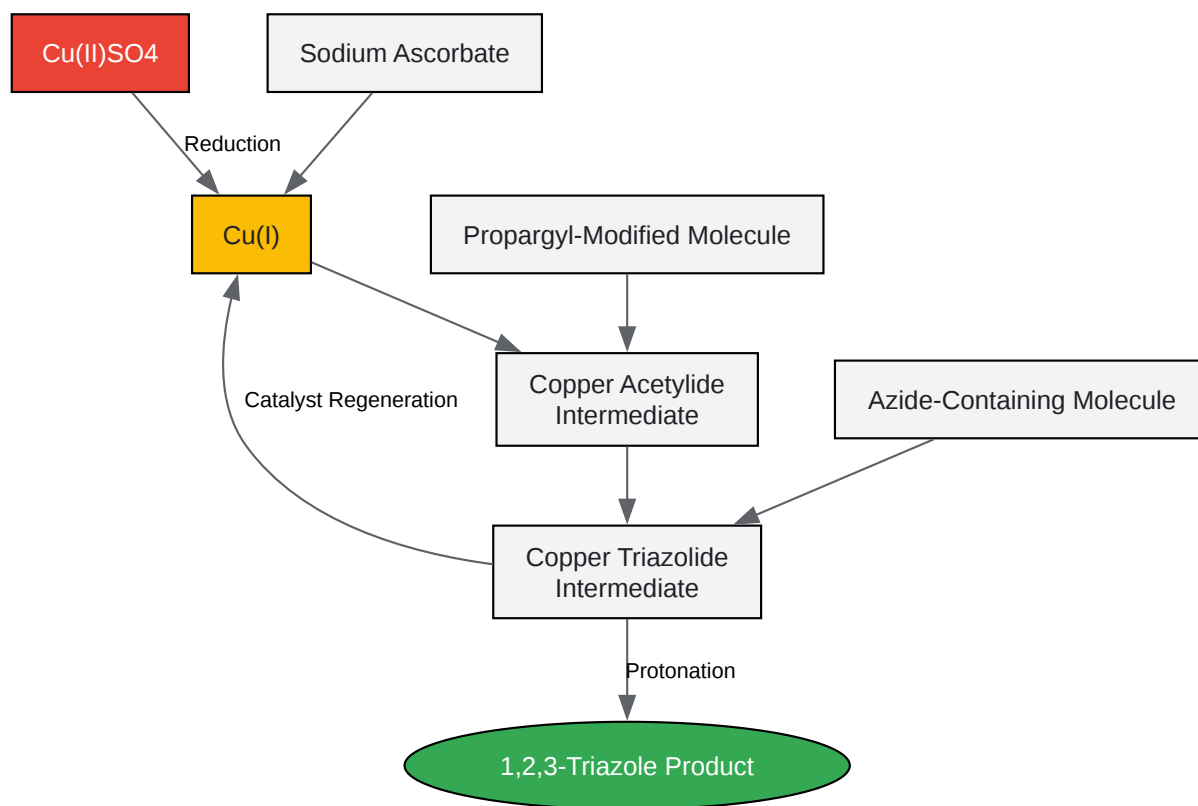 Cu(II)SO4
Sodium Ascorbate
Reduction
Cu(I)
Propargyl-Modified Molecule
Copper Acetylide
Intermediate
Azide-Containing Molecule
Catalyst Regeneration
Copper Triazolide
Intermediate
Protonation
1,2,3-Triazole Product